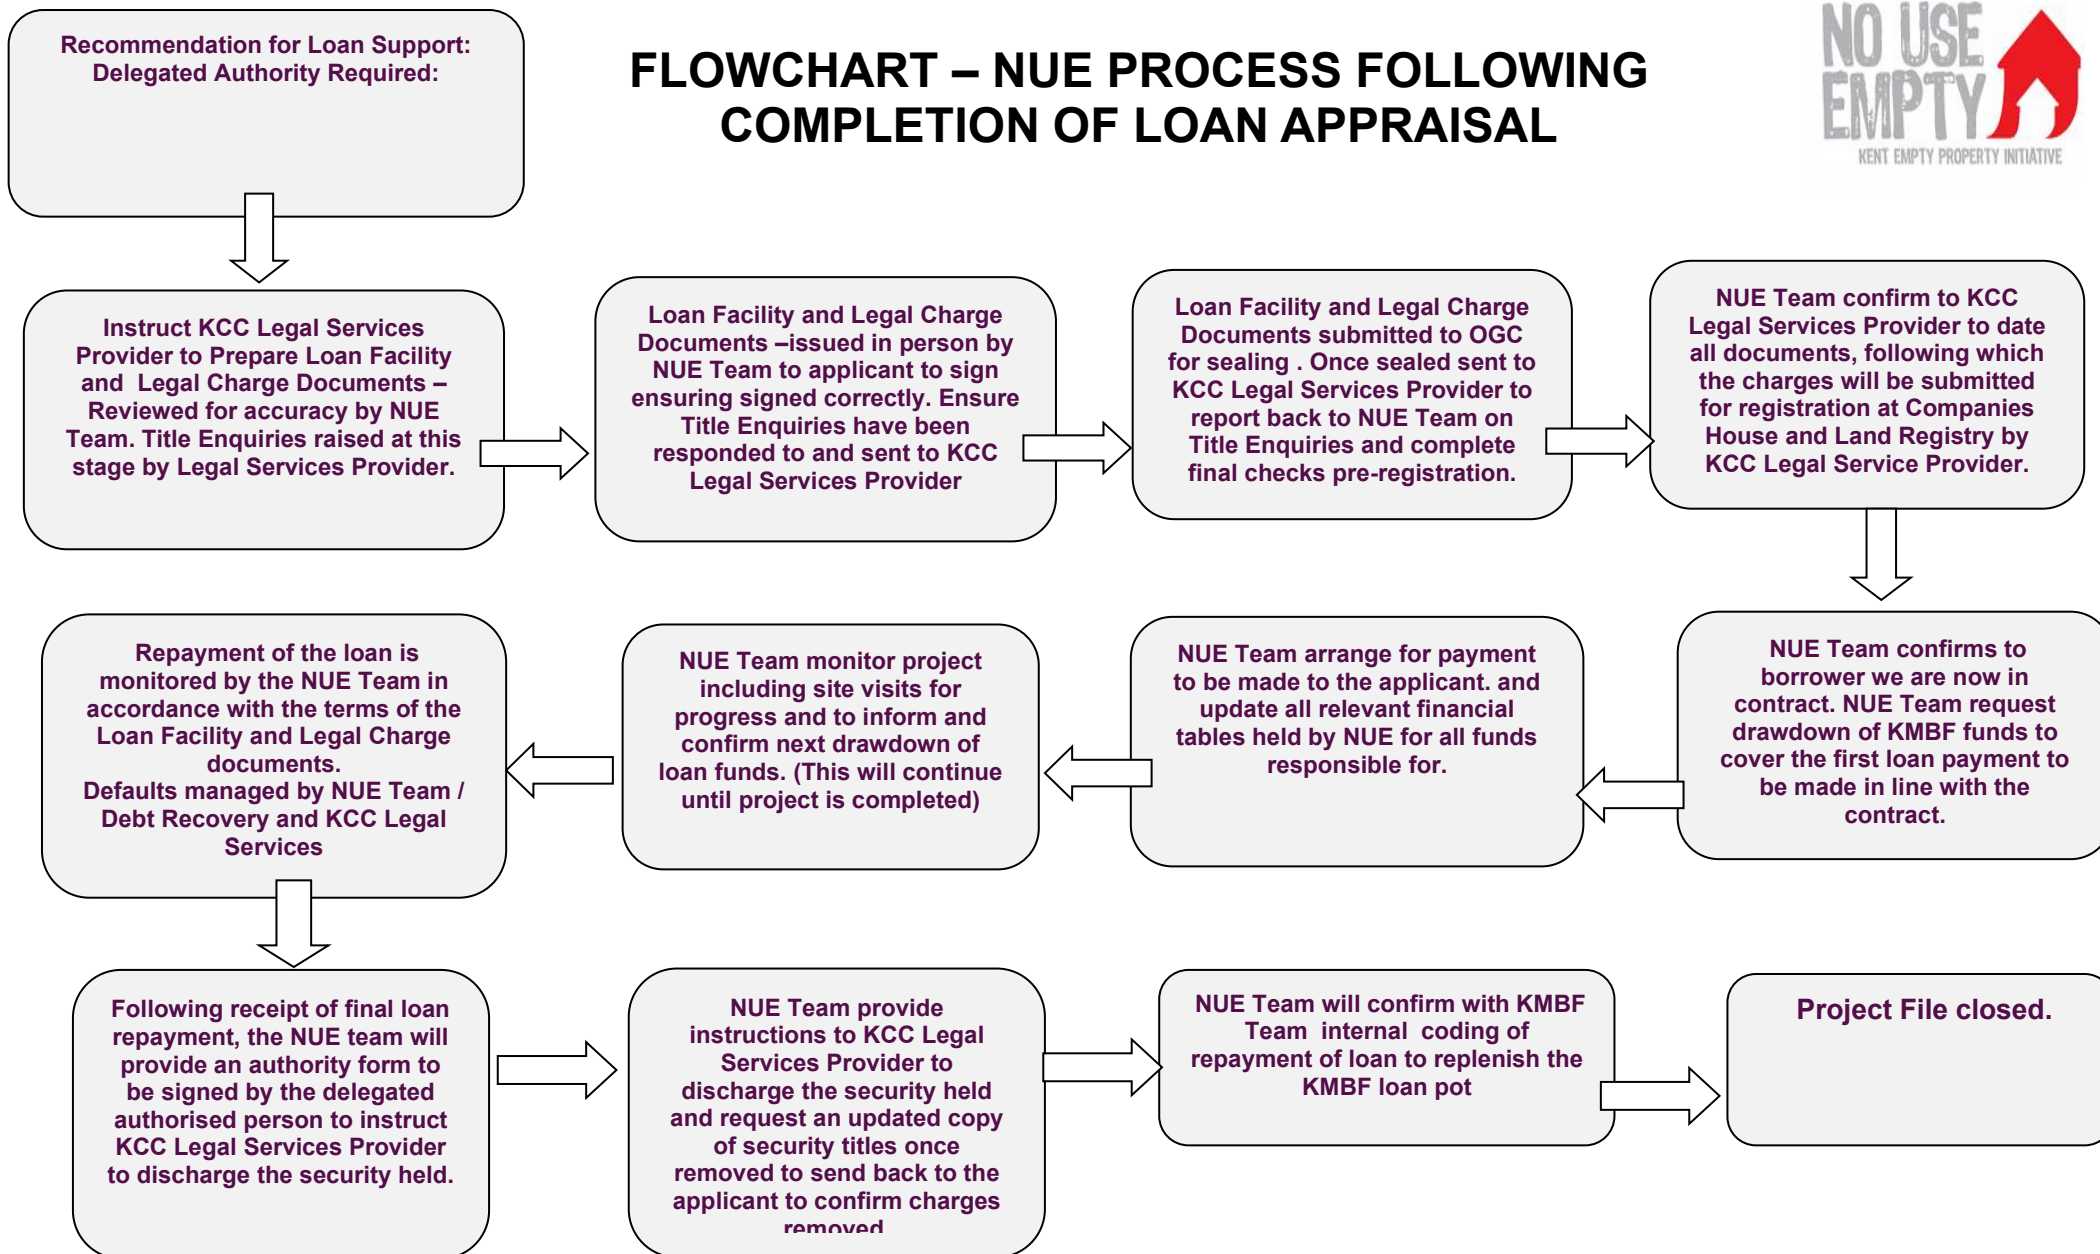 Recommendation for Loan Support:
Delegated Authority Required:
FLOWCHART – NUE PROCESS FOLLOWING
COMPLETION OF LOAN APPRAISAL
NO USE
EMPTY
KENT EMPTY PROPERTY INITIATIVE
Instruct KCC Legal Services
Provider to Prepare Loan Facility
and Legal Charge Documents –
Reviewed for accuracy by NUE
Team. Title Enquiries raised at this
stage by Legal Services Provider.
Loan Facility and Legal Charge
Documents –issued in person by
NUE Team to applicant to sign
ensuring signed correctly. Ensure
Title Enquiries have been
responded to and sent to KCC
Legal Services Provider
Loan Facility and Legal Charge
Documents submitted to OGC
for sealing . Once sealed sent to
KCC Legal Services Provider to
report back to NUE Team on
Title Enquiries and complete
final checks pre-registration.
NUE Team confirm to KCC
Legal Services Provider to date
all documents, following which
the charges will be submitted
for registration at Companies
House and Land Registry by
KCC Legal Service Provider.
NUE Team confirms to
borrower we are now in
contract. NUE Team request
drawdown of KMBF funds to
cover the first loan payment to
be made in line with the
contract.
NUE Team arrange for payment
to be made to the applicant. and
update all relevant financial
tables held by NUE for all funds
responsible for.
NUE Team monitor project
including site visits for
progress and to inform and
confirm next drawdown of
loan funds. (This will continue
until project is completed)
Repayment of the loan is
monitored by the NUE Team in
accordance with the terms of the
Loan Facility and Legal Charge
documents.
Defaults managed by NUE Team /
Debt Recovery and KCC Legal
Services
Following receipt of final loan
repayment, the NUE team will
provide an authority form to
be signed by the delegated
authorised person to instruct
KCC Legal Services Provider
to discharge the security held.
NUE Team provide
instructions to KCC Legal
Services Provider to
discharge the security held
and request an updated copy
of security titles once
removed to send back to the
applicant to confirm charges
removed
NUE Team will confirm with KMBF
Team internal coding of
repayment of loan to replenish the
KMBF loan pot
Project File closed.